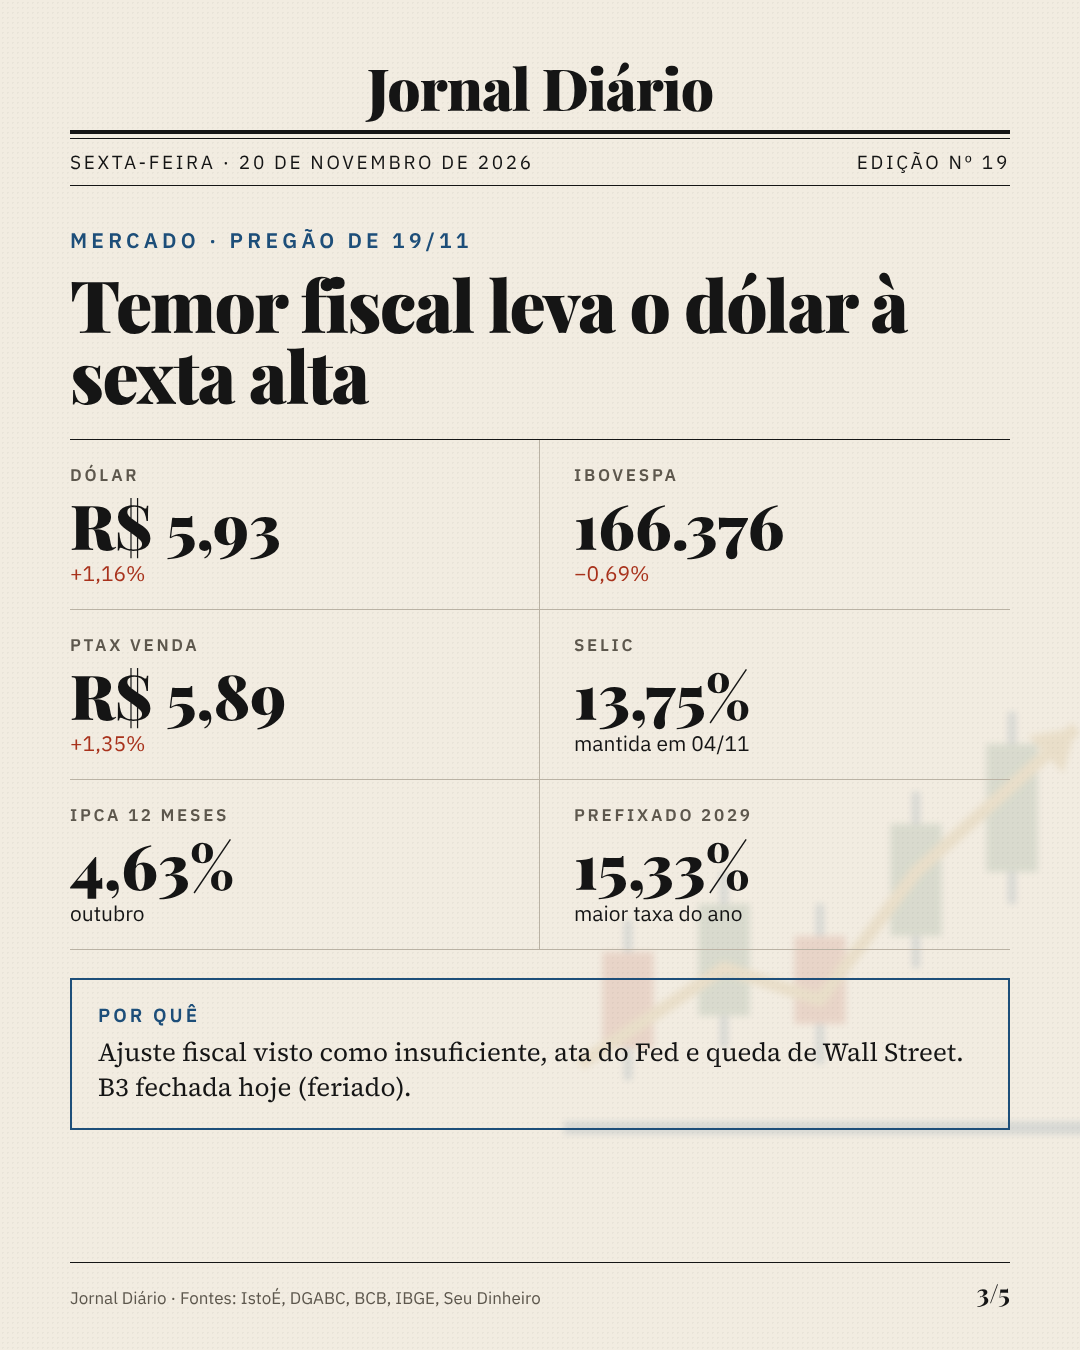 Jornal Diário
SEXTA-FEIRA · 20 DE NOVEMBRO DE 2026
EDIÇÃO Nº 19
MERCADO · PREGÃO DE 19/11
Temor fiscal leva o dólar à
sexta alta
DÓLAR
R$ 5,93
+1,16%
IBOVESPA
166.376
−0,69%
PTAX VENDA
R$ 5,89
+1,35%
SELIC
13,75%
mantida em 04/11
IPCA 12 MESES
4,63%
outubro
PREFIXADO 2029
15,33%
maior taxa do ano
POR QUÊ
Ajuste fiscal visto como insuficiente, ata do Fed e queda de Wall Street.
B3 fechada hoje (feriado).
Jornal Diário · Fontes: IstoÉ, DGABC, BCB, IBGE, Seu Dinheiro
3/5